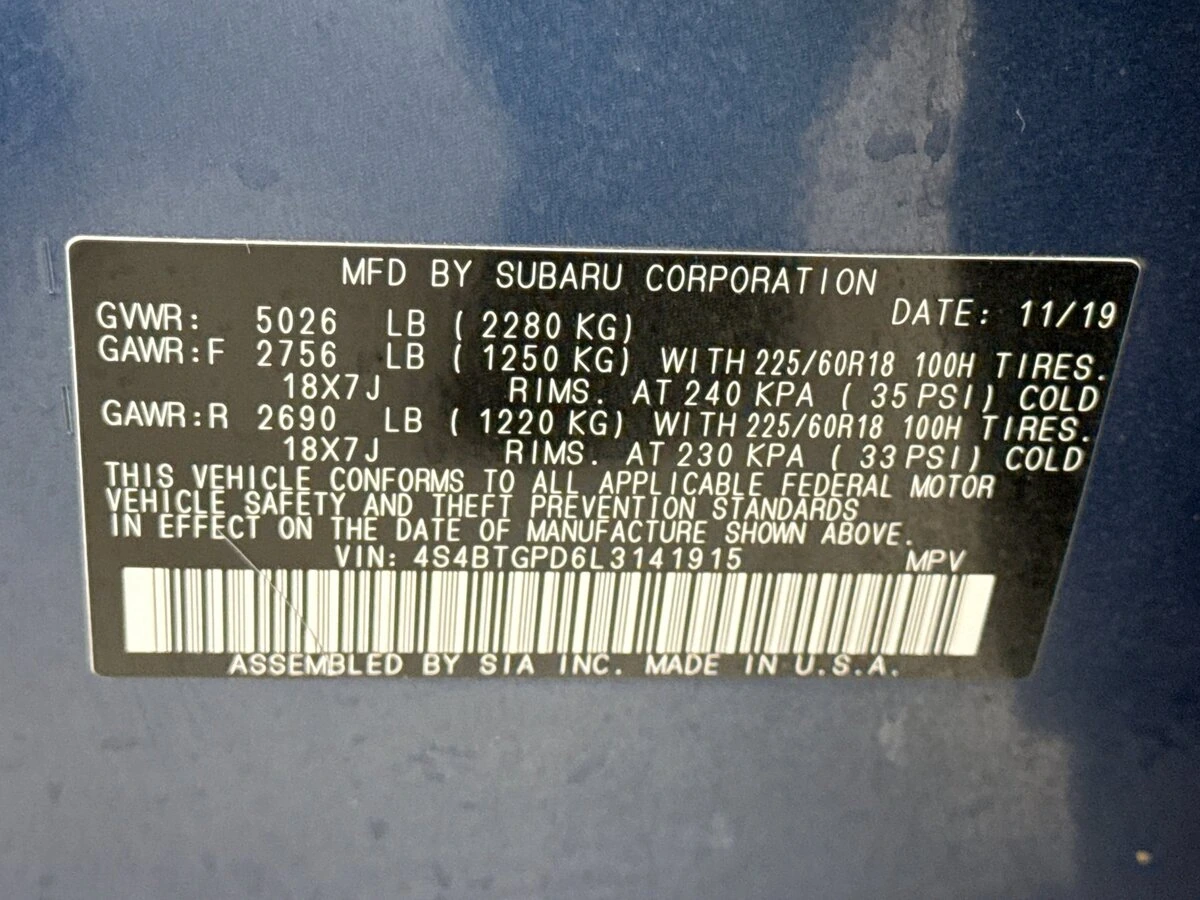 MFD BY SUBARU CORPORATION
DATE: 11/19
GVWR: 5026 LB ( 2280 KG)
GAWR:F 2756 LB ( 1250 KG) WITH 225/60R18 100H TIRES.
18X7J RIMS. AT 240 KPA ( 35 PSI) COLD
GAWR:R 2690 LB ( 1220 KG) WITH 225/60R18 100H TIRES.
18X7J RIMS. AT 230 KPA ( 33 PSI) COLD
THIS VEHICLE CONFORMS TO ALL APPLICABLE FEDERAL MOTOR
VEHICLE SAFETY AND THEFT PREVENTION STANDARDS
IN EFFECT ON THE DATE OF MANUFACTURE SHOWN ABOVE.
VIN: 4S4BTGPD6L3141915 MPV
ASSEMBLED BY SIA INC. MADE IN U.S.A.